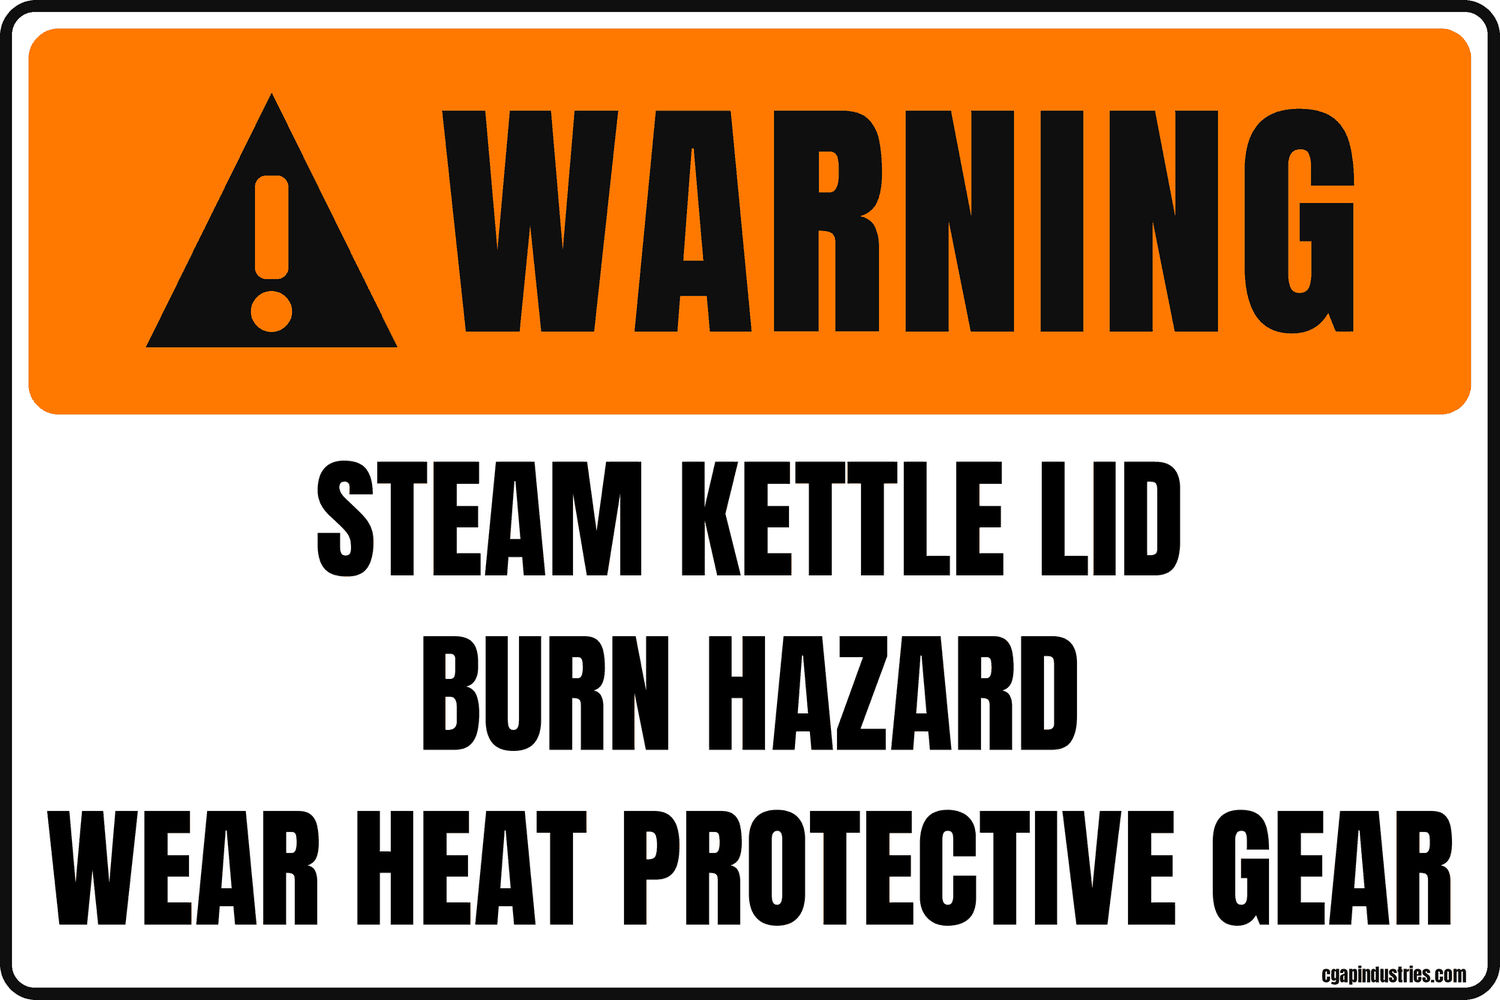 WARNING
STEAM KETTLE LID
BURN HAZARD
WEAR HEAT PROTECTIVE GEAR
cgapindustries.com